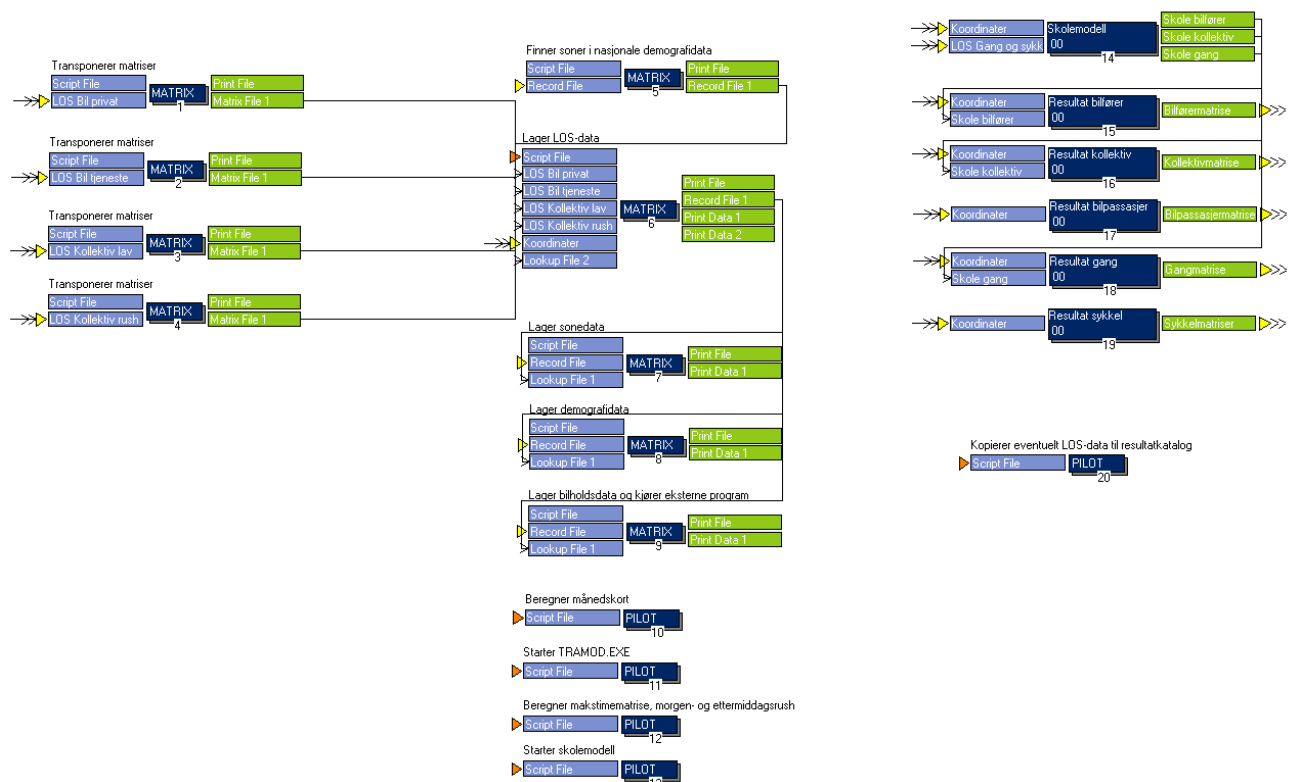 Transponerer matriser
Script File
LOS Bil privat
MATRIX
1
Print File
Matrix File 1
Transponerer matriser
Script File
LOS Bil tjeneste
MATRIX
2
Print File
Matrix File 1
Transponerer matriser
Script File
LOS Kollektiv lav
MATRIX
3
Print File
Matrix File 1
Transponerer matriser
Script File
LOS Kollektiv rush
MATRIX
4
Print File
Matrix File 1
Finner soner i nasjonale demografidata
Script File
Record File
MATRIX
5
Print File
Record File 1
Lager LOS-data
Script File
LOS Bil privat
LOS Bil tjeneste
LOS Kollektiv lav
LOS Kollektiv rush
Koordinater
Lookup File 2
MATRIX
6
Print File
Record File 1
Print Data 1
Print Data 2
Lager sonedata
Script File
Record File
Lookup File 1
MATRIX
7
Print File
Print Data 1
Lager demografidata
Script File
Record File
Lookup File 1
MATRIX
8
Print File
Print Data 1
Lager bilholdsdata og kjører eksterne program
Script File
Record File
Lookup File 1
MATRIX
9
Print File
Print Data 1
Beregner månedskort
Script File
PILOT
10
Starter TRAMOD.EXE
Script File
PILOT
11
Beregner makstimematrise, morgen- og ettermiddagsrush
Script File
PILOT
12
Starter skolemodell
Script File
PILOT
Koordinater
LOS Gang og sykk
Skolemodell
00
14
Skole bilfører
Skole kollektiv
Skole gang
Koordinater
Skole bilfører
Resultat bilfører
00
15
Bilførermatrise
Koordinater
Skole kollektiv
Resultat kollektiv
00
16
Kollektivmatrise
Koordinater
Resultat bilpassasjer
00
17
Bilpassasjermatrise
Koordinater
Skole gang
Resultat gang
00
18
Gangmatrise
Koordinater
Resultat sykkel
00
19
Sykkelmatriser
Kopierer eventuelt LOS-data til resultatkatalog
Script File
PILOT
20